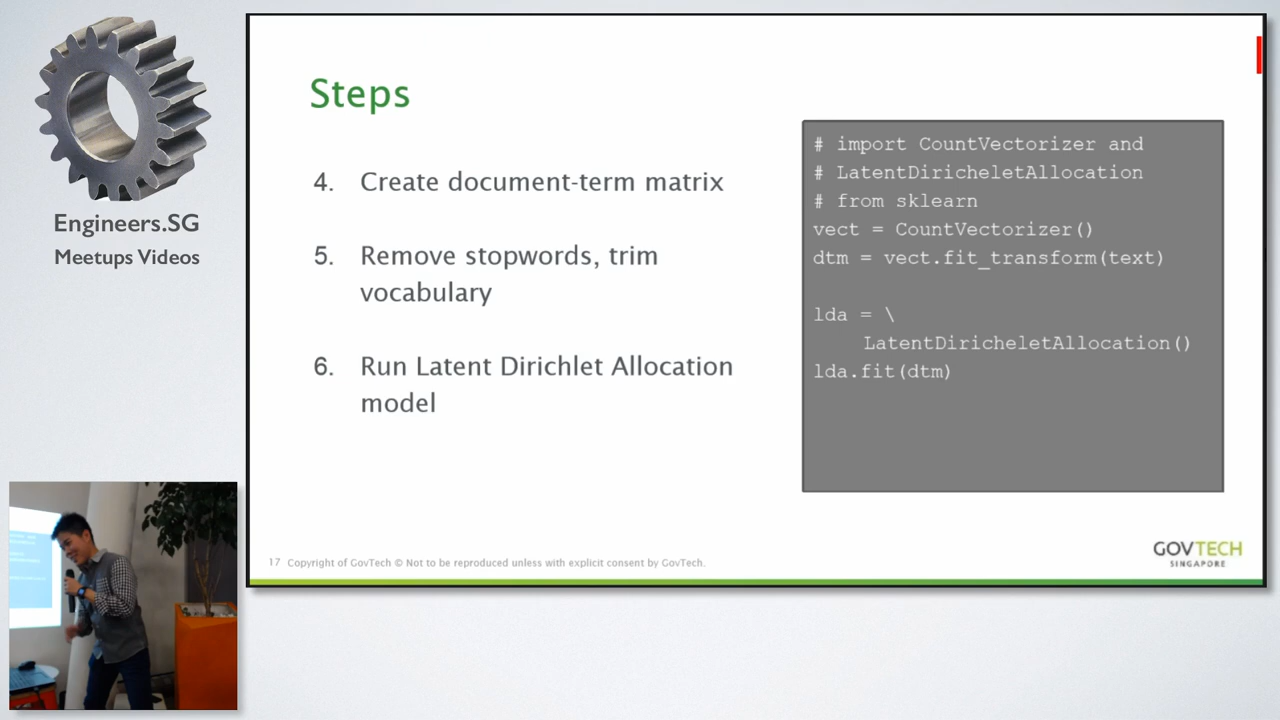 Engineers.SG
Meetups Videos
Steps
4. Create document-term matrix
5. Remove stopwords, trim
vocabulary
6. Run Latent Dirichlet Allocation
model
# import CountVectorizer and
# LatentDiricheletAllocation
# from sklearn
vect = CountVectorizer()
dtm = vect.fit_transform(text)
lda = \
LatentDiricheletAllocation()
lda.fit(dtm)
17 Copyright of GovTech © Not to be reproduced unless with explicit consent by GovTech.
GOVTECH
SINGAPORE